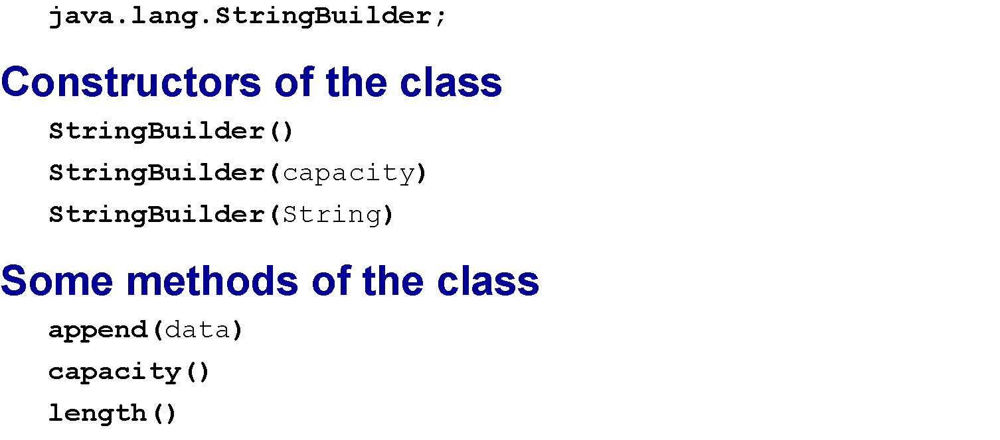 java.lang.StringBuilder;
Constructors of the class
StringBuilder()
StringBuilder(capacity)
StringBuilder(String)
Some methods of the class
append(data)
capacity()
length()